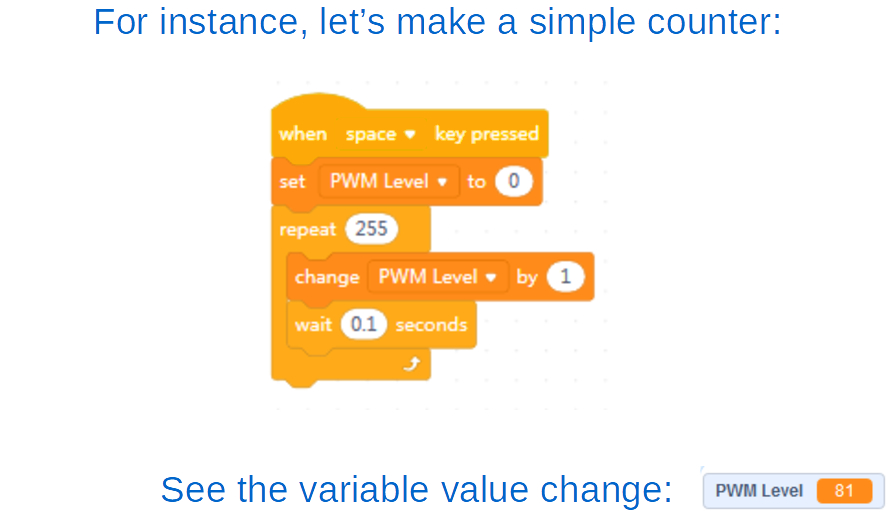 For instance, let’s make a simple counter:
when space key pressed
set PWM Level to 0
repeat 255
change PWM Level by 1
wait 0.1 seconds
See the variable value change: PWM Level 81